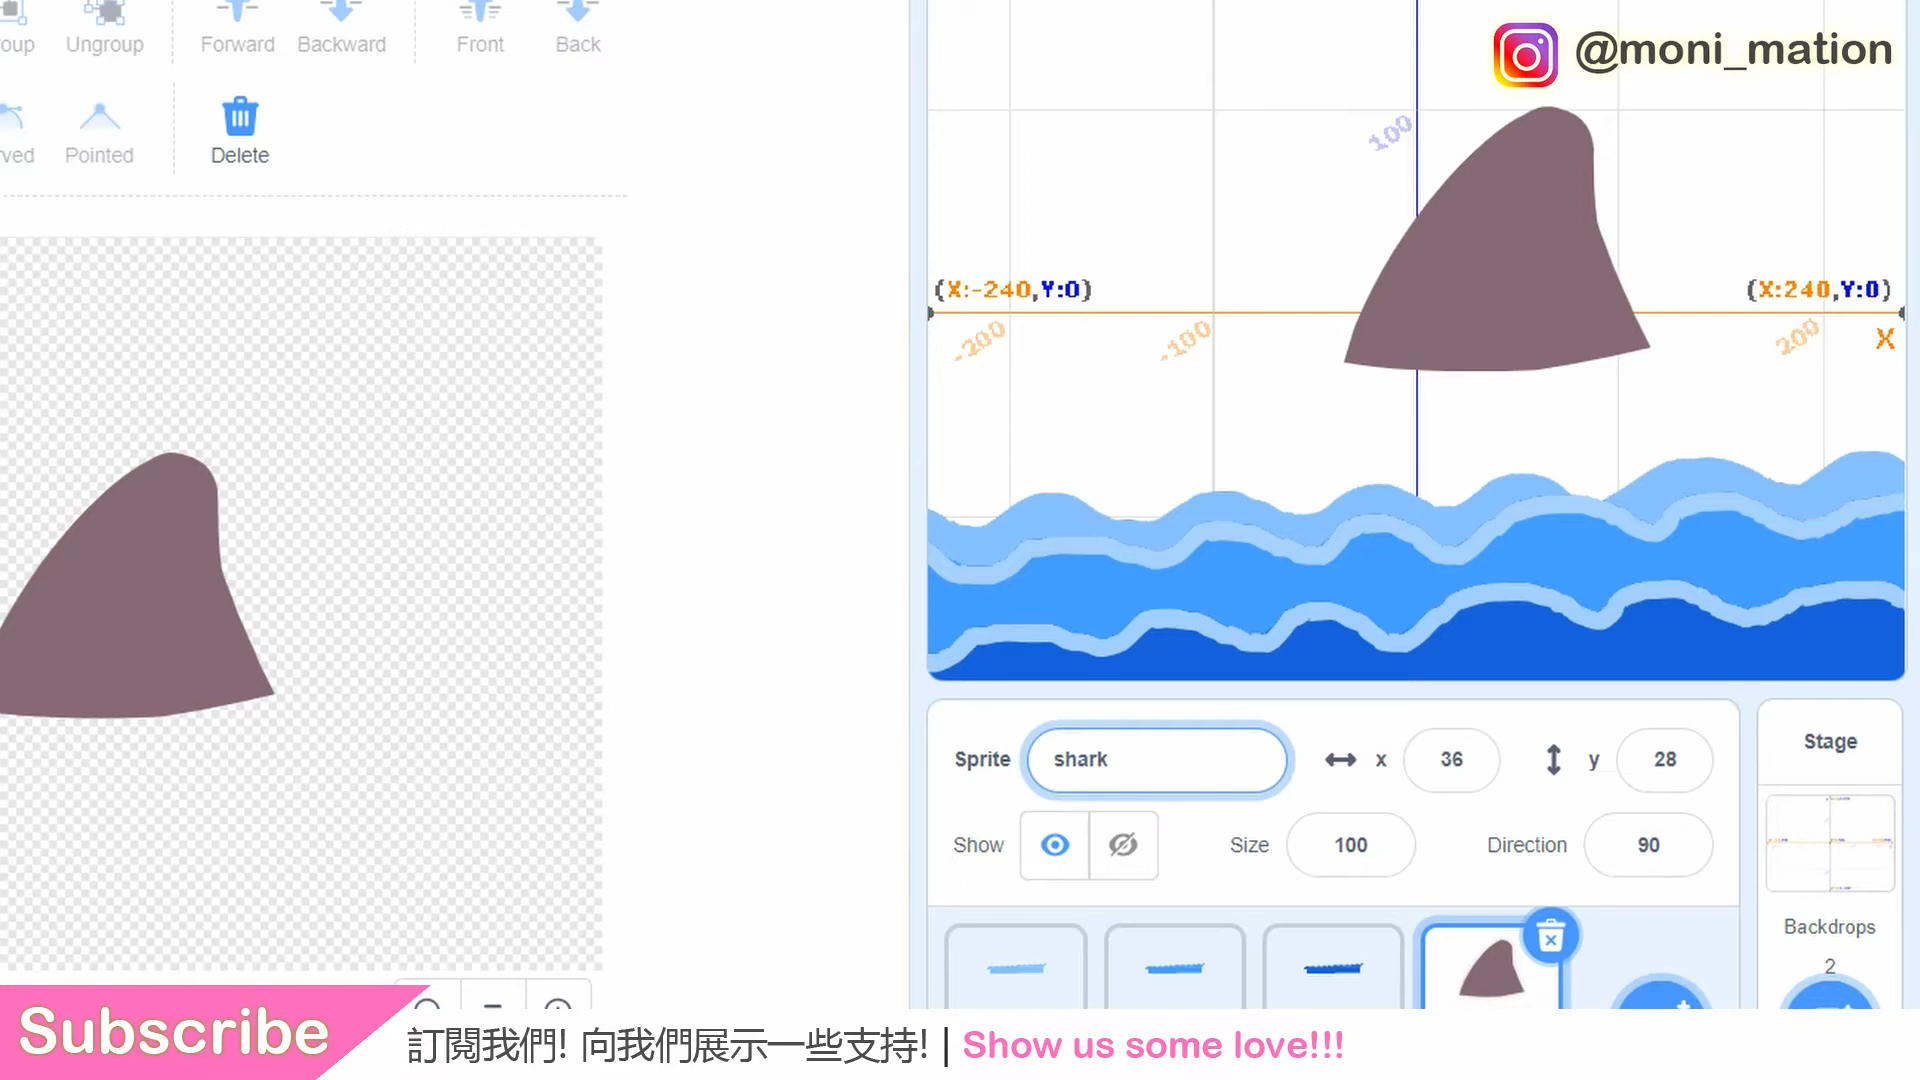 oup Ungroup Forward Backward Front Back
ved Pointed Delete
@moni_mation
100
(X:-240,Y:0) (X:240,Y:0)
-200 -100 200 X
Sprite shark x 36 y 28
Show Size 100 Direction 90
Stage
Backdrops
2
Subscribe
訂閱我們! 向我們展示一些支持! | Show us some love!!!